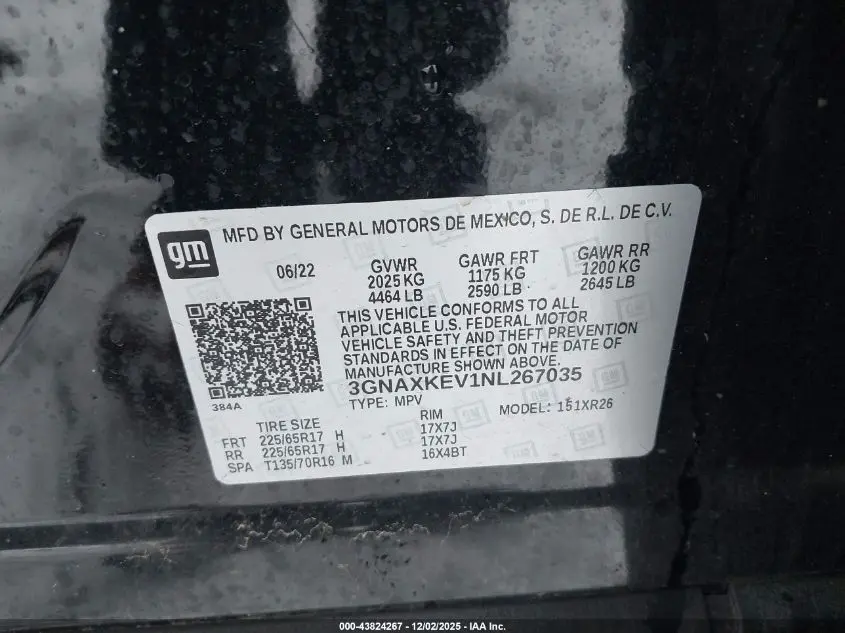 gm
MFD BY GENERAL MOTORS DE MEXICO, S. DE R.L. DE C.V.
06/22 GVWR GAWR FRT GAWR RR
2025 KG 1175 KG 1200 KG
4464 LB 2590 LB 2645 LB
THIS VEHICLE CONFORMS TO ALL
APPLICABLE U.S. FEDERAL MOTOR
VEHICLE SAFETY AND THEFT PREVENTION
STANDARDS IN EFFECT ON THE DATE OF
MANUFACTURE SHOWN ABOVE.
3GNAXKEV1NL267035
384A TYPE: MPV MODEL: 151XR26
TIRE SIZE RIM
FRT 225/65R17 H 17X7J
RR 225/65R17 H 17X7J
SPA T135/70R16 M 16X4BT
000-43824267 - 12/02/2025 - IAA Inc.